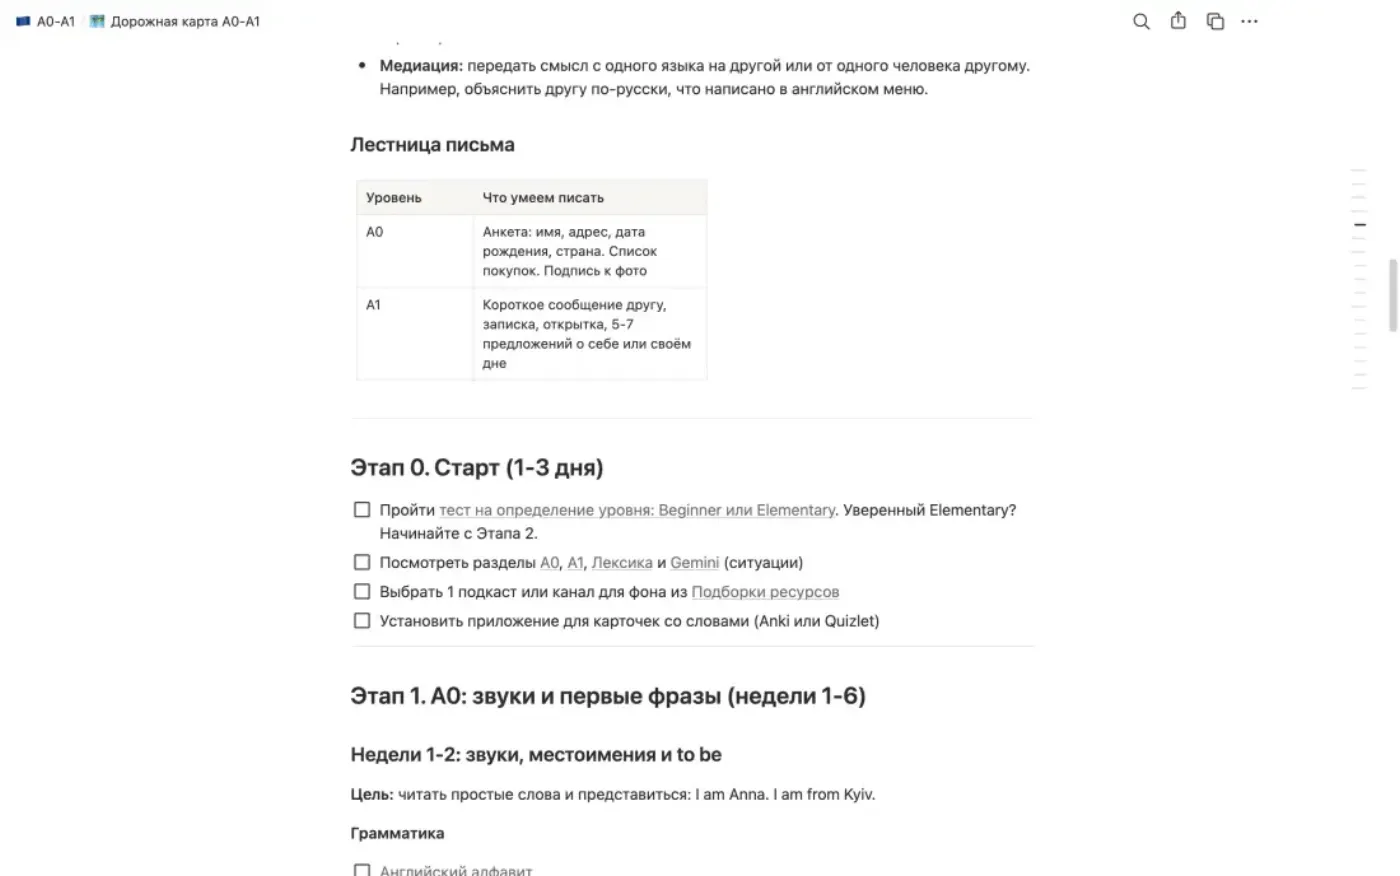 A0-A1 Дорожная карта A0-A1
Медиация: передать смысл с одного языка на другой или от одного человека другому.
Например, объяснить другу по-русски, что написано в английском меню.
Лестница письма
Уровень
Что умеем писать
A0
Анкета: имя, адрес, дата
рождения, страна. Список
покупок. Подпись к фото
A1
Короткое сообщение другу,
записка, открытка, 5-7
предложений о себе или своём
дне
Этап 0. Старт (1-3 дня)
Пройти тест на определение уровня: Beginner или Elementary. Уверенный Elementary?
Начинайте с Этапа 2.
Посмотреть разделы A0, A1, Лексика и Gemini (ситуации)
Выбрать 1 подкаст или канал для фона из Подборки ресурсов
Установить приложение для карточек со словами (Anki или Quizlet)
Этап 1. A0: звуки и первые фразы (недели 1-6)
Недели 1-2: звуки, местоимения и to be
Цель: читать простые слова и представиться: I am Anna. I am from Kyiv.
Грамматика
Английский алфавит